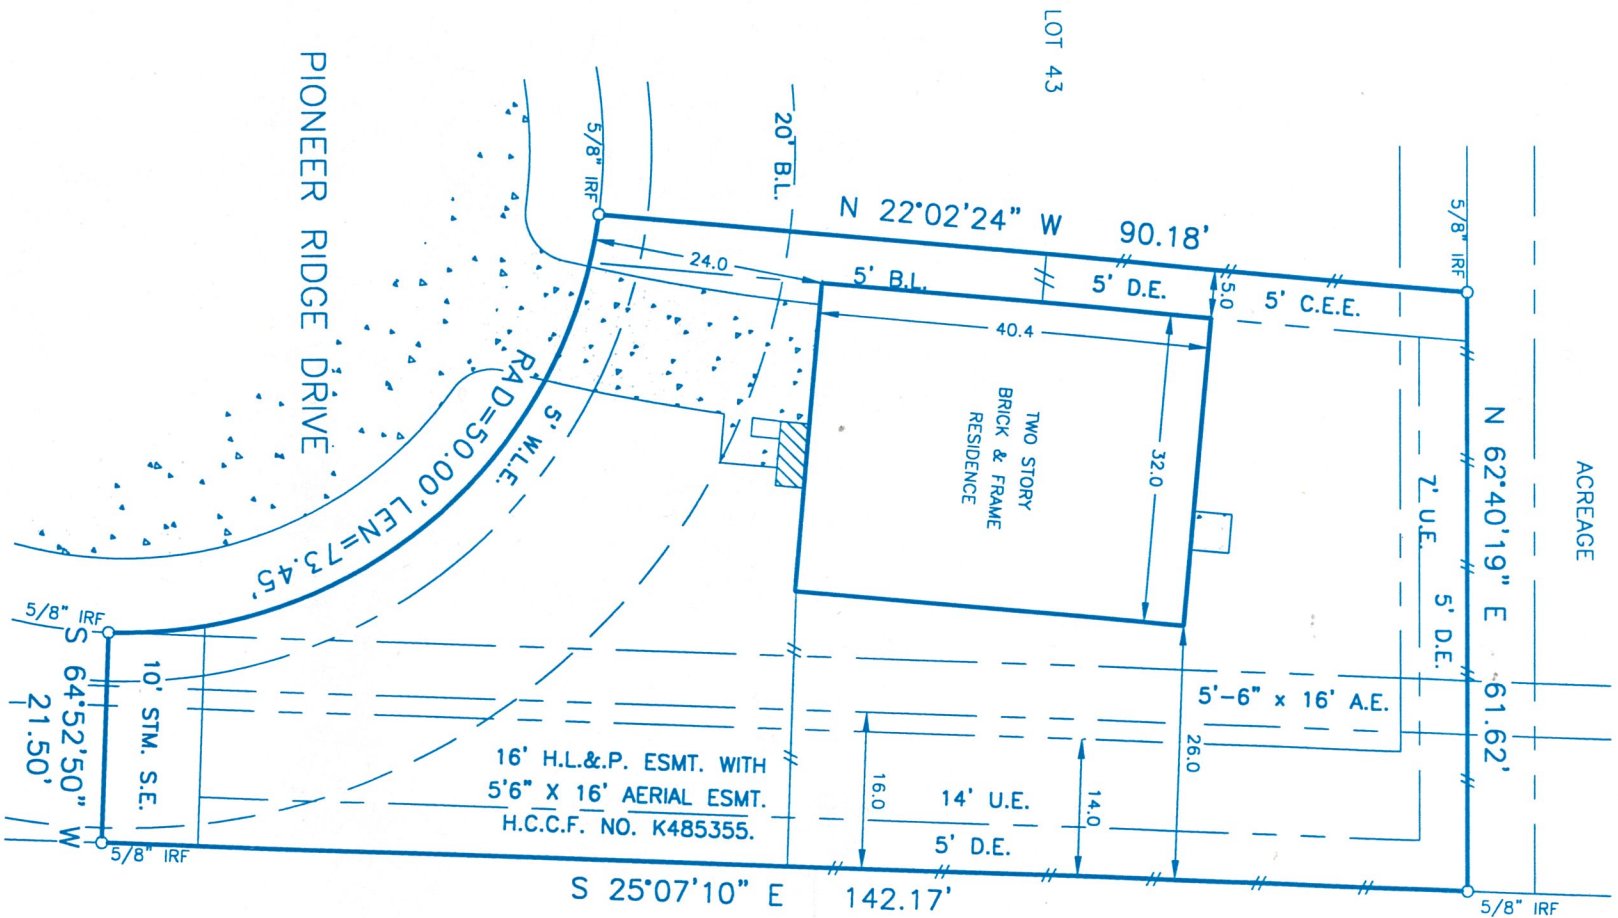 LOT 43
PIONEER RIDGE DRIVE
5/8" IRF
20' B.L.
N 22°02'24" W 90.18'
5/8" IRF
24.0
5' B.L.
5' D.E.
5.0
5' C.E.E.
40.4
TWO STORY
BRICK & FRAME
RESIDENCE
32.0
ACREAGE
N 62°40'19" E 61.62'
7' U.E.
5' D.E.
RAD=50.00' LEN=73.45'
5' W.L.E.
5/8" IRF
S 64°52'50" W
21.50'
10' STM. S.E.
5'-6" x 16' A.E.
26.0
16' H.L.&P. ESMT. WITH
5'6" X 16' AERIAL ESMT.
H.C.C.F. NO. K485355.
16.0
14' U.E.
14.0
5' D.E.
5/8" IRF
S 25°07'10" E 142.17'
5/8" IRF